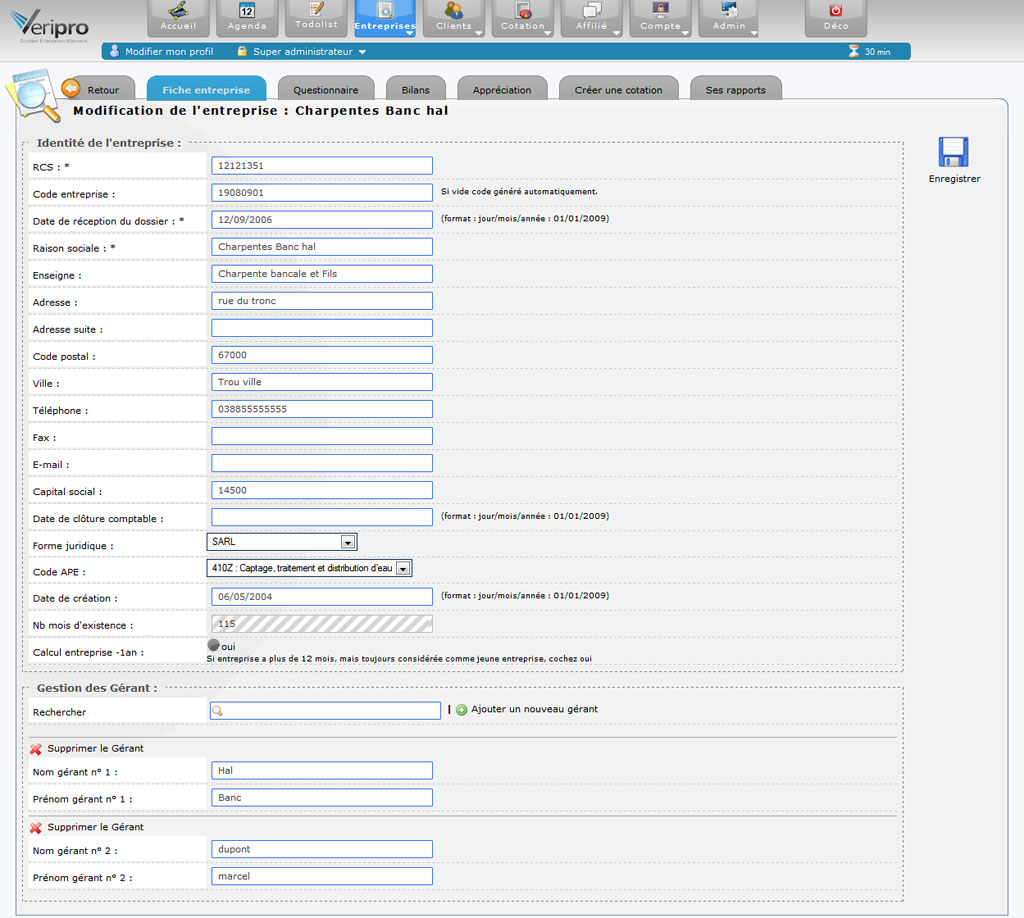 Veripro
Accueil
12
Agenda
Todolist
Entreprises
Clients
Cotation
Affilié
Compte
Admin
Déco
Modifier mon profil
Super administrateur
30 min
Retour
Fiche entreprise
Questionnaire
Bilans
Appréciation
Créer une cotation
Ses rapports
Modification de l'entreprise : Charpentes Banc hal
Identité de l'entreprise :
Enregistrer
RCS : * 12121351
Code entreprise : 19080901 Si vide code généré automatiquement.
Date de réception du dossier : * 12/09/2006 (format : jour/mois/année : 01/01/2009)
Raison sociale : * Charpentes Banc hal
Enseigne : Charpente bancale et Fils
Adresse : rue du tronc
Adresse suite :
Code postal : 67000
Ville : Trou ville
Téléphone : 038855555555
Fax :
E-mail :
Capital social : 14500
Date de clôture comptable : (format : jour/mois/année : 01/01/2009)
Forme juridique : SARL
Code APE : 410Z : Captage, traitement et distribution d'eau
Date de création : 06/05/2004 (format : jour/mois/année : 01/01/2009)
Nb mois d'existence : 115
Calcul entreprise -1an : oui
Si entreprise a plus de 12 mois, mais toujours considérée comme jeune entreprise, cochez oui
Gestion des Gérant :
Rechercher | Ajouter un nouveau gérant
Supprimer le Gérant
Nom gérant n° 1 : Hal
Prénom gérant n° 1 : Banc
Supprimer le Gérant
Nom gérant n° 2 : dupont
Prénom gérant n° 2 : marcel